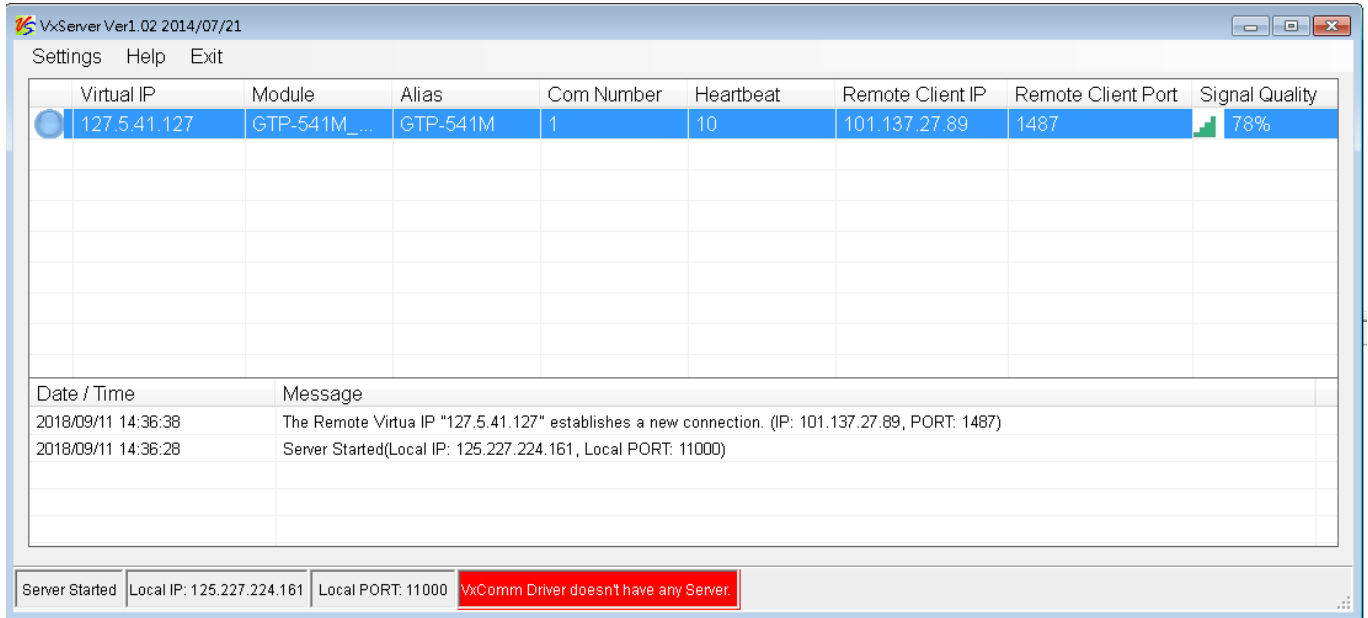 VxServer Ver1.02 2014/07/21
Settings Help Exit
Virtual IP Module Alias Com Number Heartbeat Remote Client IP Remote Client Port Signal Quality
127.5.41.127 GTP-541M_... GTP-541M 1 10 101.137.27.89 1487 78%
Date / Time Message
2018/09/11 14:36:38 The Remote Virtua IP "127.5.41.127" establishes a new connection. (IP: 101.137.27.89, PORT: 1487)
2018/09/11 14:36:28 Server Started(Local IP: 125.227.224.161, Local PORT: 11000)
Server Started Local IP: 125.227.224.161 Local PORT: 11000 VxComm Driver doesn't have any Server.